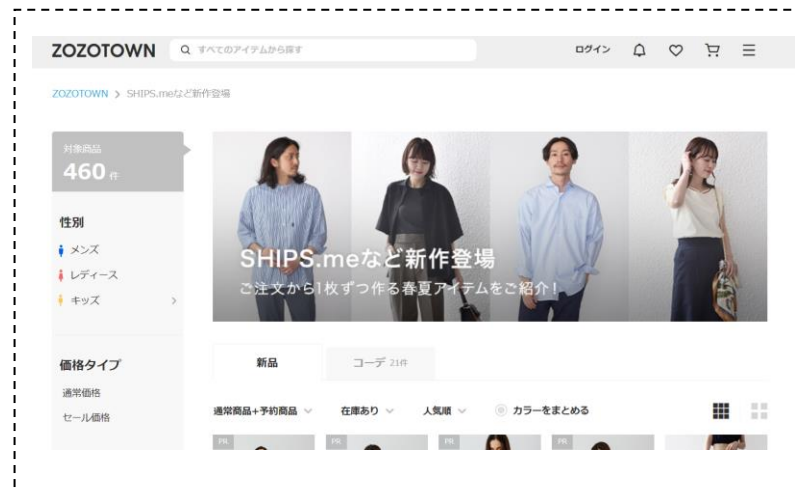 ZOZOTOWN
すべてのアイテムから探す
ログイン
ZOZOTOWN > SHIPS.meなど新作登場
対象商品
460 件
性別
メンズ
レディース
キッズ
価格タイプ
通常価格
セール価格
SHIPS.meなど新作登場
ご注文から1枚ずつ作る春夏アイテムをご紹介！
新品
コーデ 21件
通常商品+予約商品
在庫あり
人気順
カラーをまとめる
PR
PR
PR
PR